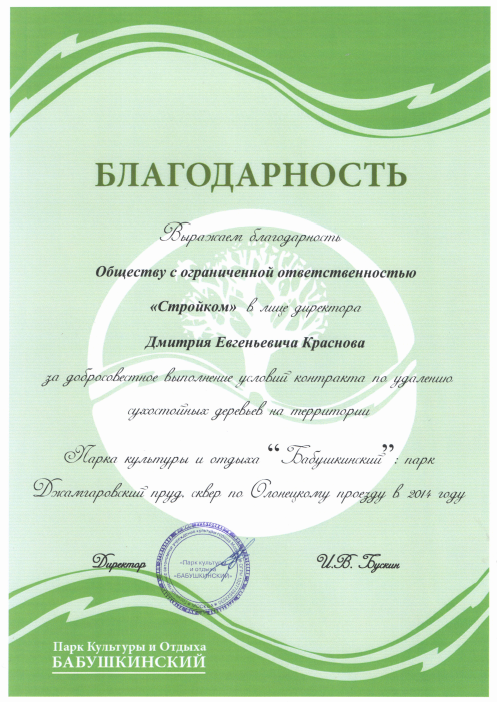 БЛАГОДАРНОСТЬ
Выражаем благодарность
Обществу с ограниченной ответственностью
«Стройком» в лице директора
Дмитрия Евгеньевича Краснова
за добросовестное выполнение условий контракта по удалению
сухостойных деревьев на территории
Парка культуры и отдыха “Бабушкинский”: парк
Джамгаровский пруд, сквер по Олонецкому проезду в 2014 году
Директор
И.В. Бускин
«Парк культуры
и отдыха
«БАБУШКИНСКИЙ»
Парк Культуры и Отдыха
БАБУШКИНСКИЙ